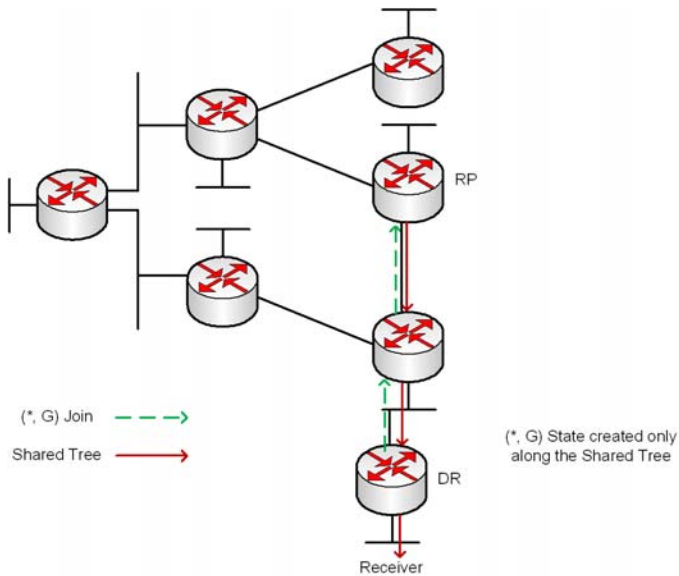 RP
(*, G) Join
Shared Tree
(*, G) State created only
along the Shared Tree
DR
Receiver